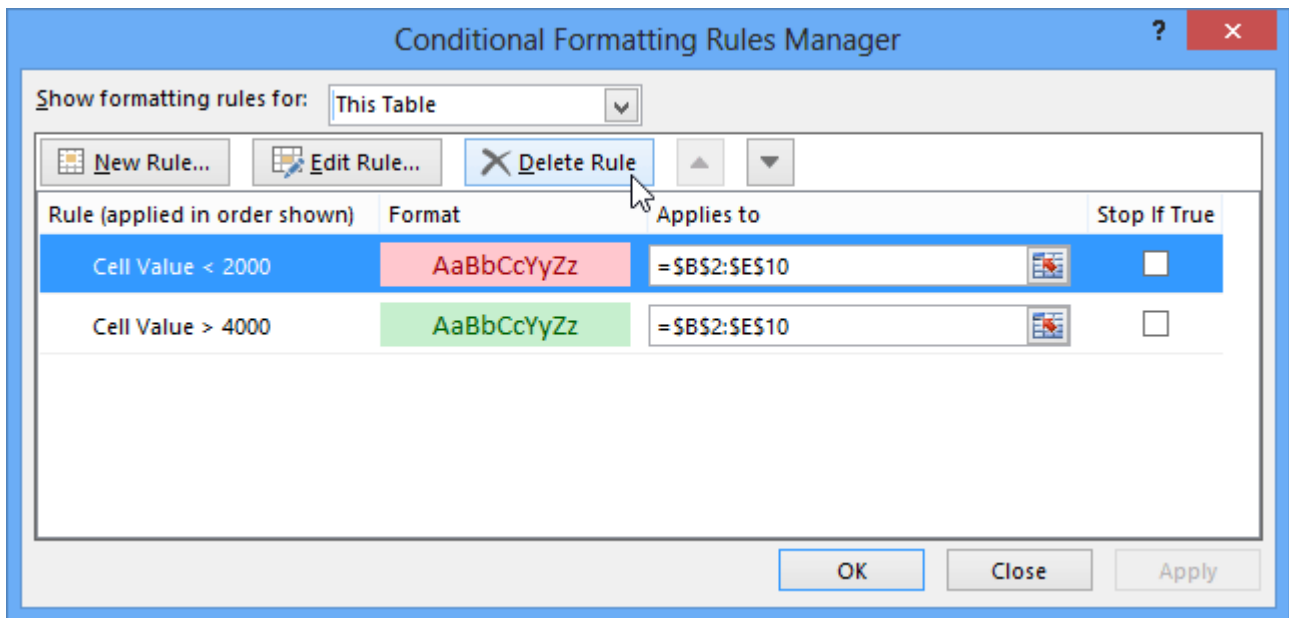 Conditional Formatting Rules Manager ?
Show formatting rules for: This Table
New Rule... Edit Rule... Delete Rule
Rule (applied in order shown) Format Applies to Stop If True
Cell Value < 2000 AaBbCcYyZz =$B$2:$E$10
Cell Value > 4000 AaBbCcYyZz =$B$2:$E$10
OK Close Apply